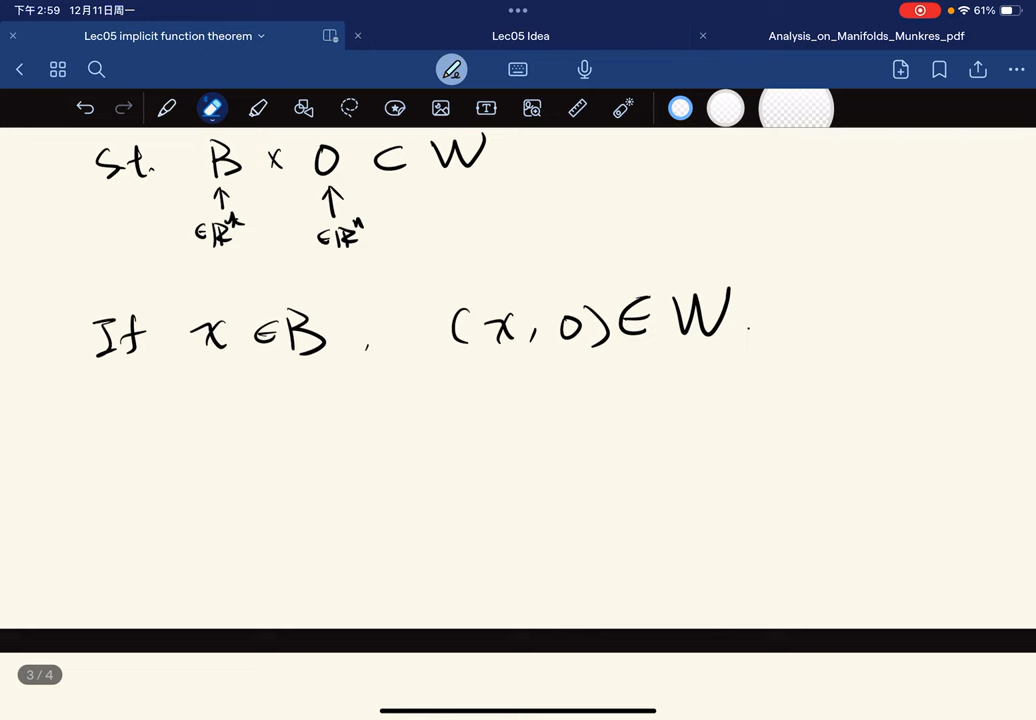 下午2:59 12月11日周一
61%
Lec05 implicit function theorem
Lec05 Idea
Analysis_on_Manifolds_Munkres_pdf
St. B × 0 ⊂ W
↑ ↑
∈ℝᵏ ∈ℝⁿ
If x ∈ B , (x, 0) ∈ W.
3 / 4